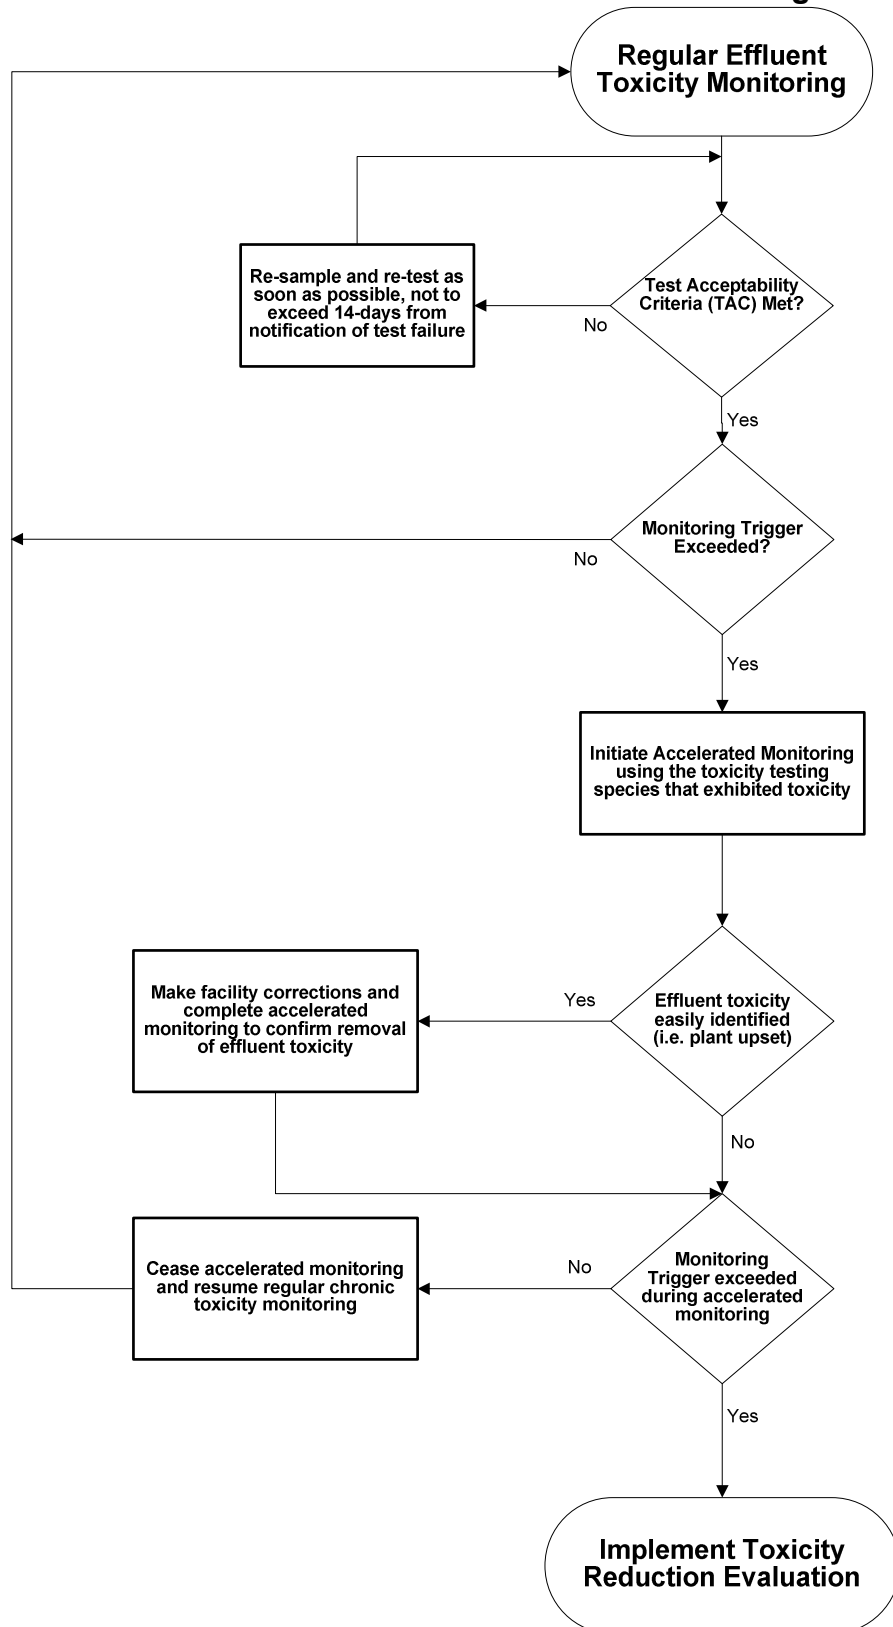 Regular Effluent
Toxicity Monitoring
Test Acceptability
Criteria (TAC) Met?
No
Re-sample and re-test as
soon as possible, not to
exceed 14-days from
notification of test failure
Yes
Monitoring Trigger
Exceeded?
No
Yes
Initiate Accelerated Monitoring
using the toxicity testing
species that exhibited toxicity
Effluent toxicity
easily identified
(i.e. plant upset)
Yes
Make facility corrections and
complete accelerated
monitoring to confirm removal
of effluent toxicity
No
Monitoring
Trigger exceeded
during accelerated
monitoring
No
Cease accelerated monitoring
and resume regular chronic
toxicity monitoring
Yes
Implement Toxicity
Reduction Evaluation